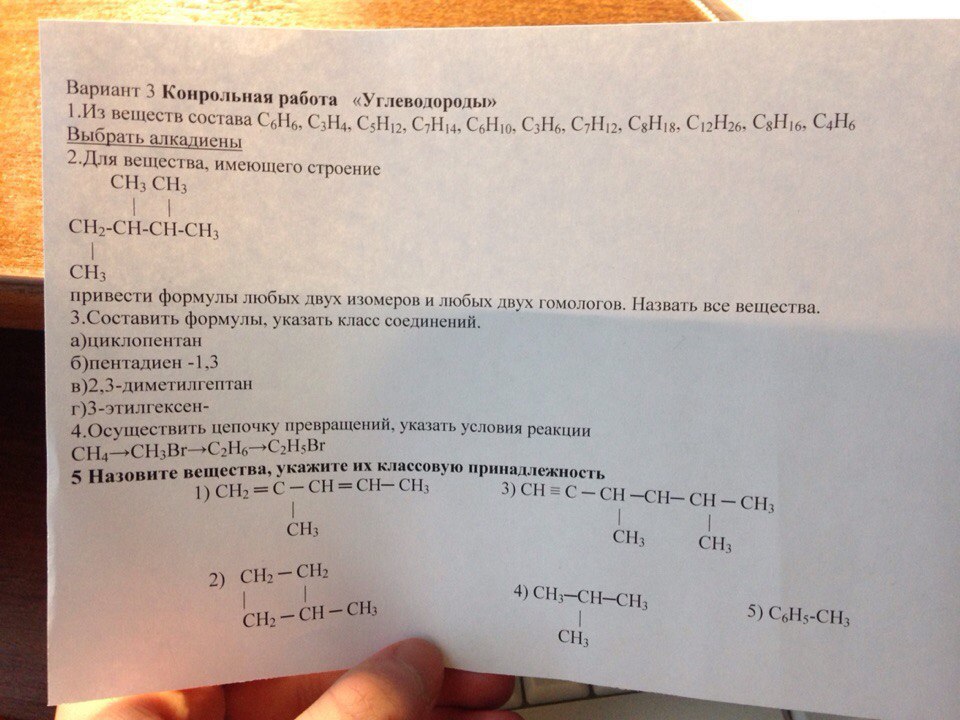 Вариант 3 Конрольная работа «Углеводороды»
1.Из веществ состава C₆H₆, C₃H₄, C₅H₁₂, C₇H₁₄, C₆H₁₀, C₃H₆, C₇H₁₂, C₈H₁₈, C₁₂H₂₆, C₈H₁₆, C₄H₆
Выбрать алкадиены
2.Для вещества, имеющего строение
CH₃ CH₃
| |
CH₂-CH-CH-CH₃
|
CH₃
привести формулы любых двух изомеров и любых двух гомологов. Назвать все вещества.
3.Составить формулы, указать класс соединений.
а)циклопентан
б)пентадиен -1,3
в)2,3-диметилгептан
г)3-этилгексен-
4.Осуществить цепочку превращений, указать условия реакции
CH₄→CH₃Br→C₂H₆→C₂H₅Br
5 Назовите вещества, укажите их классовую принадлежность
1) CH₂ = C – CH = CH– CH₃ 3) CH ≡ C – CH –CH– CH – CH₃
| | |
CH₃ CH₃ CH₃
2) CH₂ – CH₂ 4) CH₃–CH–CH₃ 5) C₆H₅-CH₃
| | |
CH₂ – CH – CH₃ CH₃